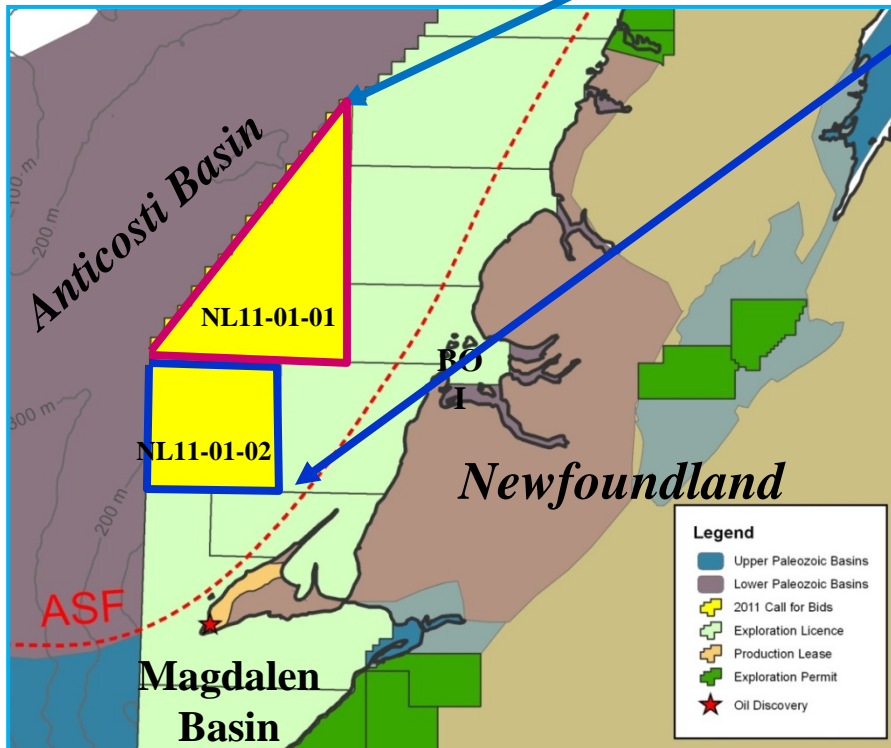 100 m
200 m
Anticosti Basin
NL11-01-01
BO
I
300 m
NL11-01-02
200 m
Newfoundland
ASF
Magdalen
Basin
Legend
Upper Paleozoic Basins
Lower Paleozoic Basins
2011 Call for Bids
Exploration Licence
Production Lease
Exploration Permit
Oil Discovery